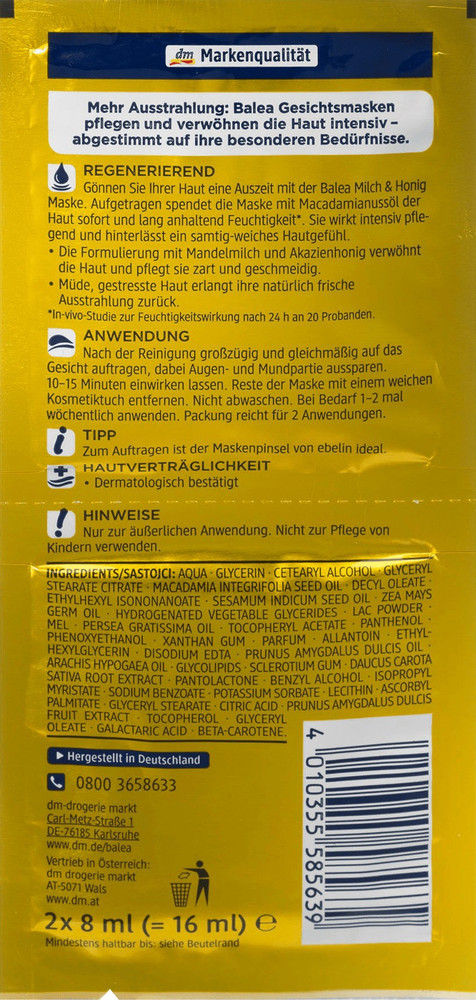 dm Markenqualität
Mehr Ausstrahlung: Balea Gesichtsmasken
pflegen und verwöhnen die Haut intensiv –
abgestimmt auf ihre besonderen Bedürfnisse.
REGENERIEREND
Gönnen Sie Ihrer Haut eine Auszeit mit der Balea Milch & Honig
Maske. Aufgetragen spendet die Maske mit Macadamianussöl der
Haut sofort und lang anhaltend Feuchtigkeit*. Sie wirkt intensiv pfle-
gend und hinterlässt ein samtig-weiches Hautgefühl.
• Die Formulierung mit Mandelmilch und Akazienhonig verwöhnt
die Haut und pflegt sie zart und geschmeidig.
• Müde, gestresste Haut erlangt ihre natürlich frische
Ausstrahlung zurück.
*In-vivo-Studie zur Feuchtigkeitswirkung nach 24 h an 20 Probanden.
ANWENDUNG
Nach der Reinigung großzügig und gleichmäßig auf das
Gesicht auftragen, dabei Augen- und Mundpartie aussparen.
10–15 Minuten einwirken lassen. Reste der Maske mit einem weichen
Kosmetiktuch entfernen. Nicht abwaschen. Bei Bedarf 1–2 mal
wöchentlich anwenden. Packung reicht für 2 Anwendungen.
TIPP
Zum Auftragen ist der Maskenpinsel von ebelin ideal.
HAUTVERTRÄGLICHKEIT
• Dermatologisch bestätigt
HINWEISE
Nur zur äußerlichen Anwendung. Nicht zur Pflege von
Kindern verwenden.
INGREDIENTS/SASTOJCI: AQUA · GLYCERIN · CETEARYL ALCOHOL · GLYCERYL
STEARATE CITRATE · MACADAMIA INTEGRIFOLIA SEED OIL · DECYL OLEATE ·
ETHYLHEXYL ISONONANOATE · SESAMUM INDICUM SEED OIL · ZEA MAYS
GERM OIL · HYDROGENATED VEGETABLE GLYCERIDES · LAC POWDER ·
MEL · PERSEA GRATISSIMA OIL · TOCOPHERYL ACETATE · PANTHENOL ·
PHENOXYETHANOL · XANTHAN GUM · PARFUM · ALLANTOIN · ETHYL-
HEXYLGLYCERIN · DISODIUM EDTA · PRUNUS AMYGDALUS DULCIS OIL ·
ARACHIS HYPOGAEA OIL · GLYCOLIPIDS · SCLEROTIUM GUM · DAUCUS CAROTA
SATIVA ROOT EXTRACT · PANTOLACTONE · BENZYL ALCOHOL · ISOPROPYL
MYRISTATE · SODIUM BENZOATE · POTASSIUM SORBATE · LECITHIN · ASCORBYL
PALMITATE · GLYCERYL STEARATE · CITRIC ACID · PRUNUS AMYGDALUS DULCIS
FRUIT EXTRACT · TOCOPHEROL · GLYCERYL
OLEATE · GALACTARIC ACID · BETA-CAROTENE.
Hergestellt in Deutschland
0800 3658633
dm-drogerie markt
Carl-Metz-Straße 1
DE-76185 Karlsruhe
www.dm.de/balea
Vertrieb in Österreich:
dm drogerie markt
AT-5071 Wals
www.dm.at
2x 8 ml (= 16 ml) ℮
Mindestens haltbar bis: siehe Beutelrand
4 010355 585639